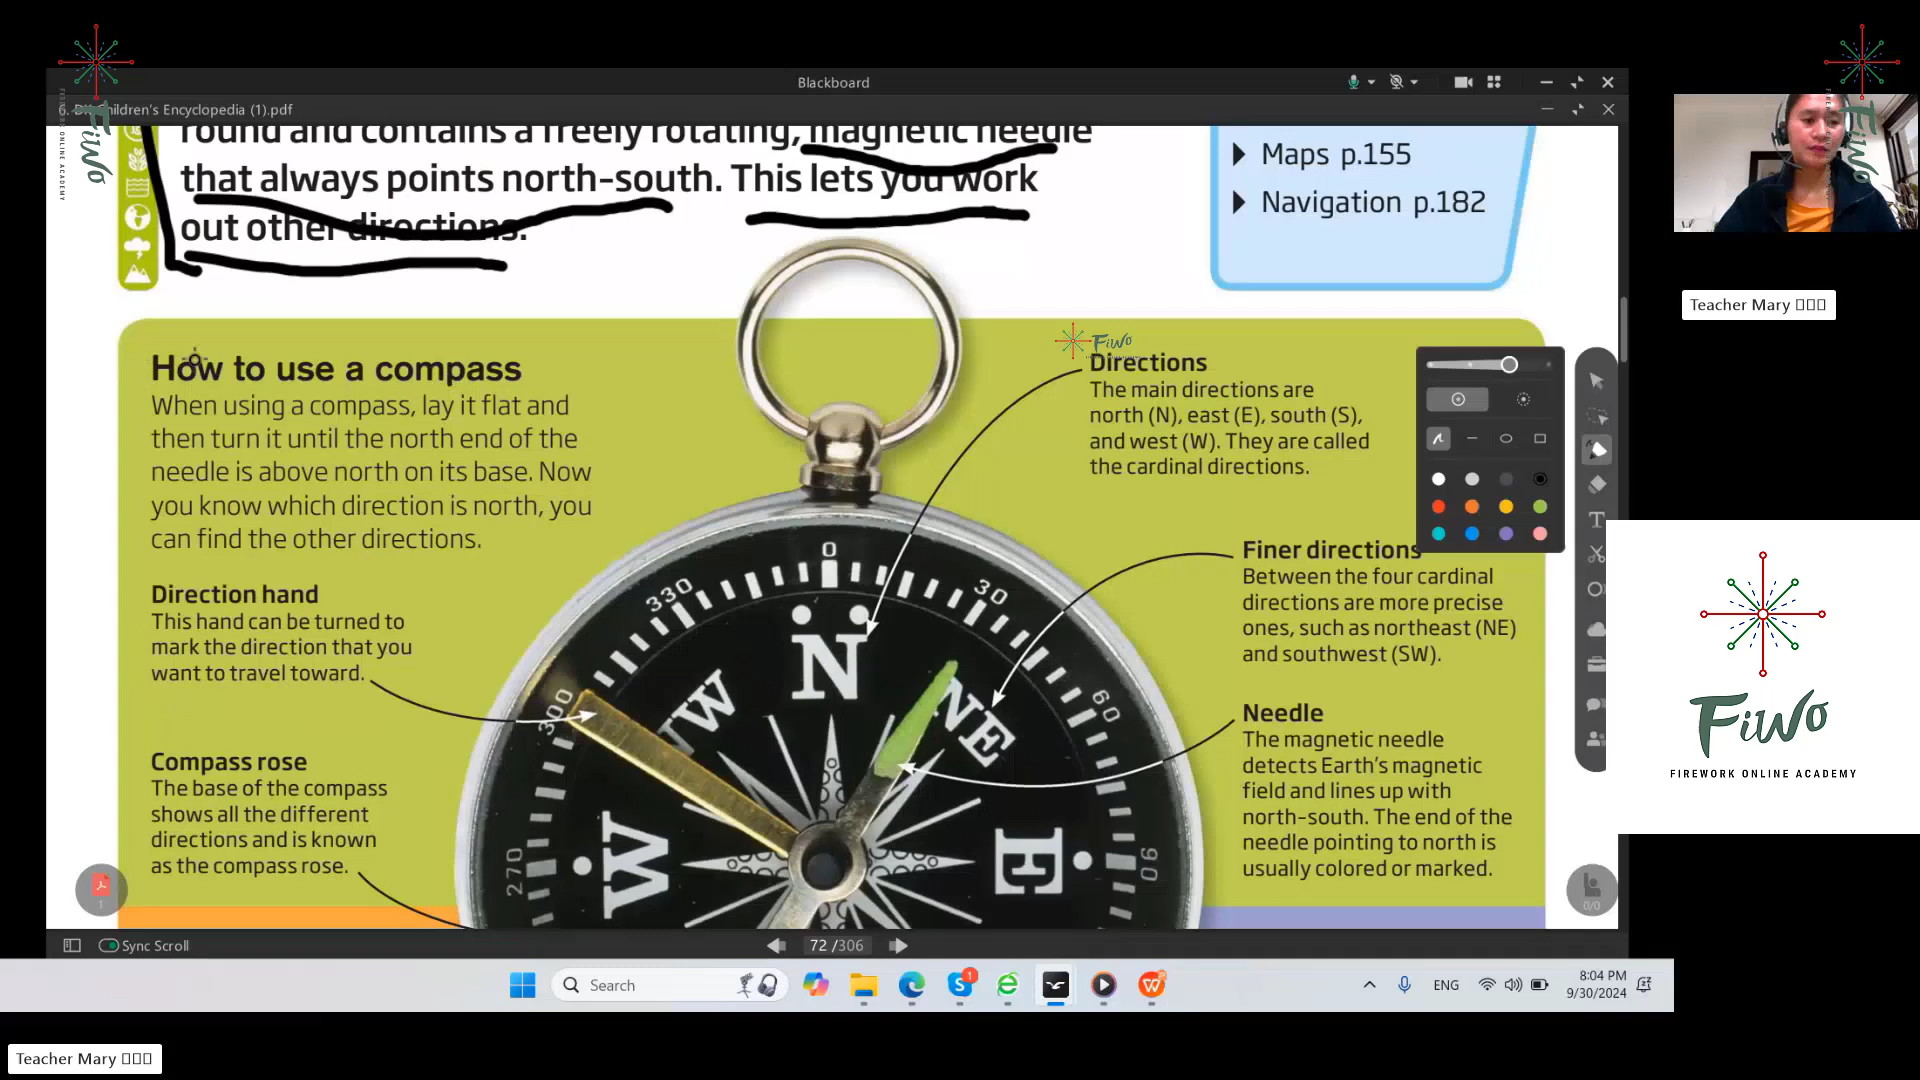 Blackboard
6. DK Children's Encyclopedia (1).pdf
round and contains a freely rotating, magnetic needle
that always points north-south. This lets you work
out other directions.
Maps p.155
Navigation p.182
Teacher Mary
How to use a compass
When using a compass, lay it flat and
then turn it until the north end of the
needle is above north on its base. Now
you know which direction is north, you
can find the other directions.
Direction hand
This hand can be turned to
mark the direction that you
want to travel toward.
Compass rose
The base of the compass
shows all the different
directions and is known
as the compass rose.
FiWo
Directions
The main directions are
north (N), east (E), south (S),
and west (W). They are called
the cardinal directions.
Finer directions
Between the four cardinal
directions are more precise
ones, such as northeast (NE)
and southwest (SW).
Needle
The magnetic needle
detects Earth's magnetic
field and lines up with
north-south. The end of the
needle pointing to north is
usually colored or marked.
0
330
30
300
60
270
90
N
NW
NE
W
E
FiWo
FIREWORK ONLINE ACADEMY
FiWo
FiWo
1
0/0
Sync Scroll
72 /306
Search
1
ENG
8:04 PM
9/30/2024
Teacher Mary